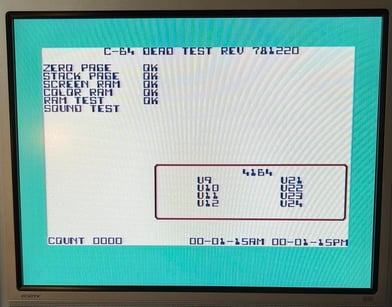 C-64 DEAD TEST REV 781220
ZERO PAGE OK
STACK PAGE OK
SCREEN RAM OK
COLOR RAM OK
RAM TEST OK
SOUND TEST
4164
U9 U21
U10 U22
U11 U23
U12 U24
COUNT 0000 00-01-15AM 00-01-15PM